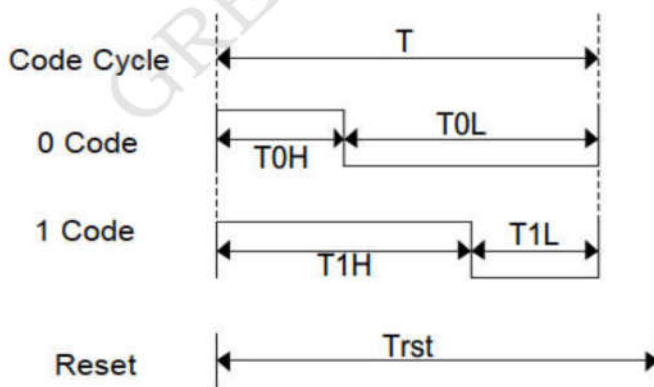 T
Code Cycle
0 Code
T0H
T0L
1 Code
T1H
T1L
Trst
Reset